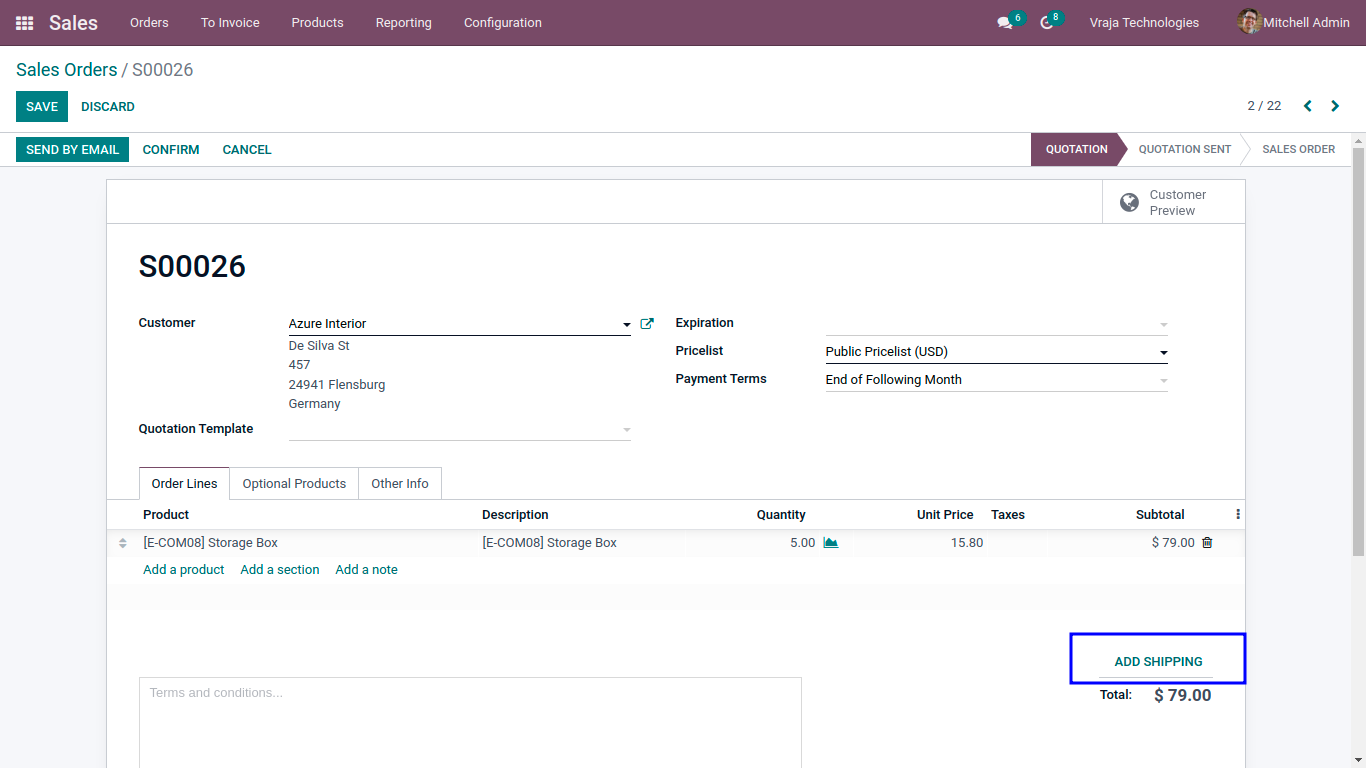 Sales Orders To Invoice Products Reporting Configuration 6 8 Vraja Technologies Mitchell Admin
Sales Orders / S00026
SAVE DISCARD 2 / 22
SEND BY EMAIL CONFIRM CANCEL QUOTATION QUOTATION SENT SALES ORDER
Customer
Preview
S00026
Customer Azure Interior Expiration
De Silva St
Pricelist Public Pricelist (USD)
457
24941 Flensburg Payment Terms End of Following Month
Germany
Quotation Template
Order Lines Optional Products Other Info
Product Description Quantity Unit Price Taxes Subtotal
[E-COM08] Storage Box [E-COM08] Storage Box 5.00 15.80 $ 79.00
Add a product Add a section Add a note
ADD SHIPPING
Terms and conditions... Total: $ 79.00